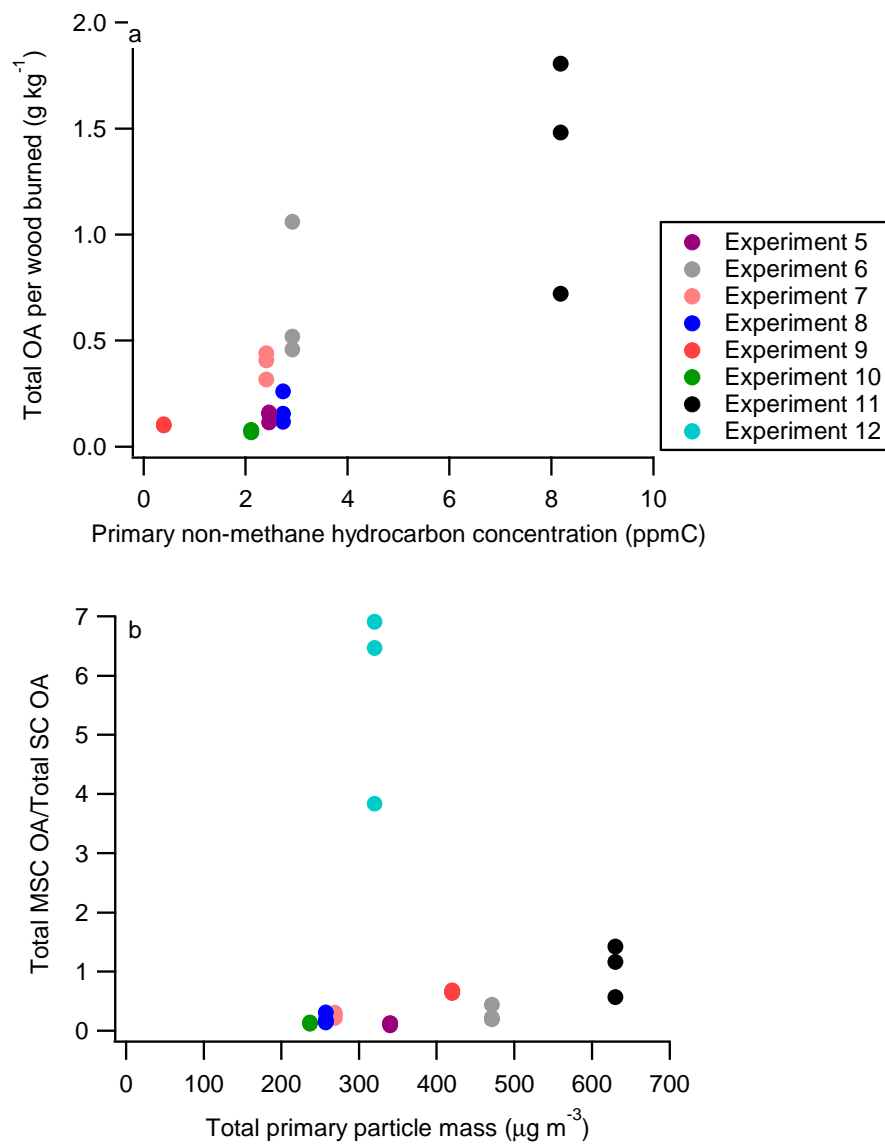 a
2.0
1.5
1.0
0.5
0.0
Total OA per wood burned (g kg⁻¹)
0 2 4 6 8 10
Primary non-methane hydrocarbon concentration (ppmC)
Experiment 5
Experiment 6
Experiment 7
Experiment 8
Experiment 9
Experiment 10
Experiment 11
Experiment 12
b
7
6
5
4
3
2
1
0
Total MSC OA/Total SC OA
0 100 200 300 400 500 600 700
Total primary particle mass (µg m⁻³)